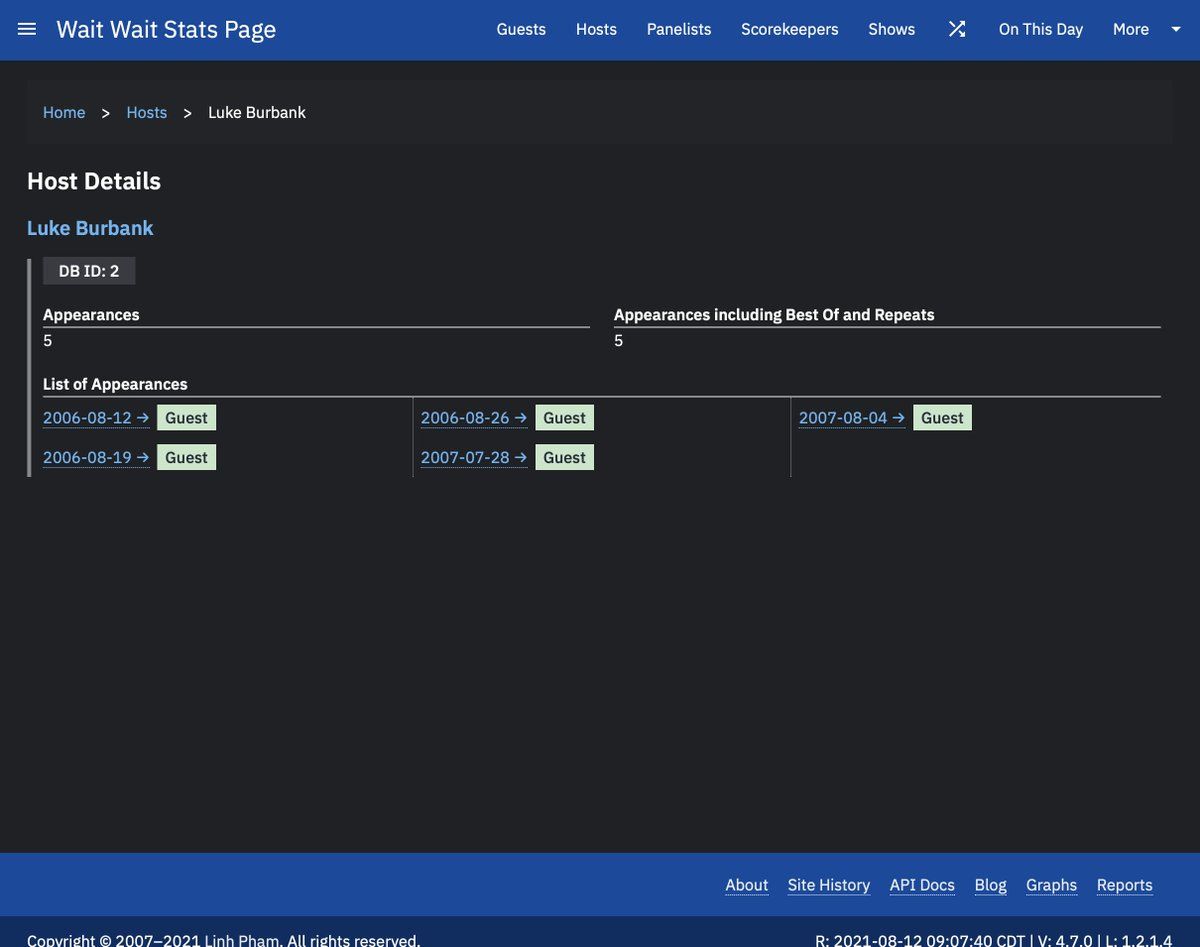 Wait Wait Stats Page Guests Hosts Panelists Scorekeepers Shows On This Day More
Home > Hosts > Luke Burbank
Host Details
Luke Burbank
DB ID: 2
Appearances Appearances including Best Of and Repeats
5 5
List of Appearances
2006-08-12 → Guest 2006-08-26 → Guest 2007-08-04 → Guest
2006-08-19 → Guest 2007-07-28 → Guest
About Site History API Docs Blog Graphs Reports
Copyright © 2007–2021 Linh Pham. All rights reserved. R: 2021-08-12 09:07:40 CDT | V: 4.7.0 | L: 1.2.1.4